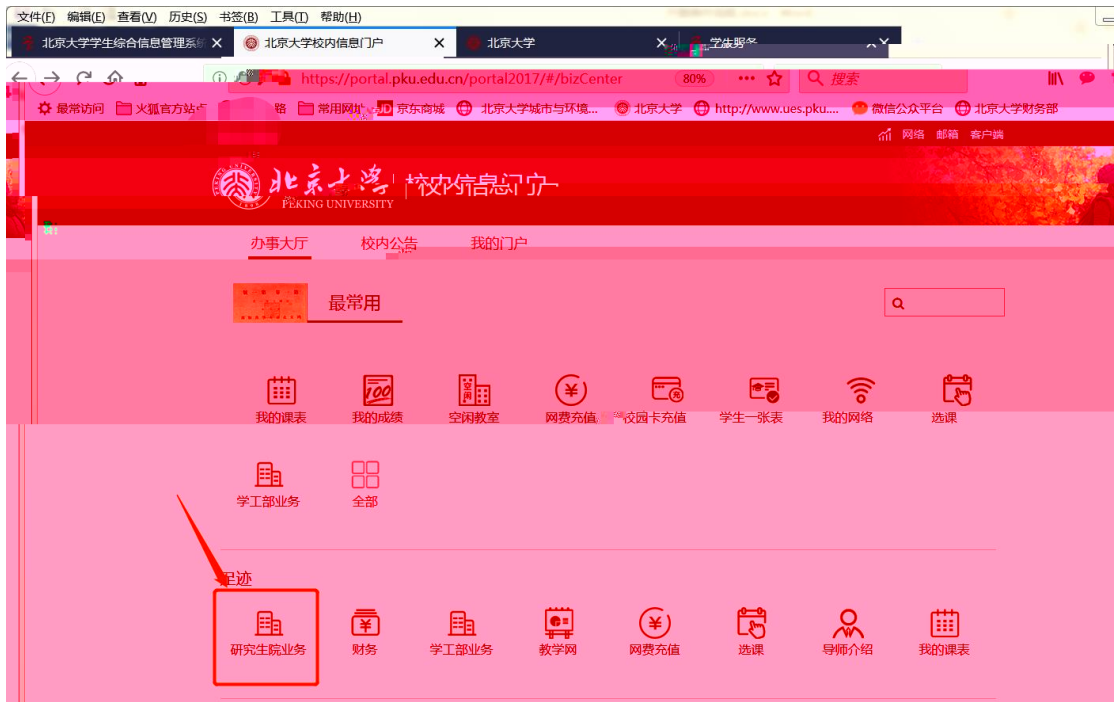 文件(F) 编辑(E) 查看(V) 历史(S) 书签(B) 工具(T) 帮助(H)
北京大学学生综合信息管理系统 北京大学校内信息门户 北京大学
https://portal.pku.edu.cn/portal2017/#/bizCenter 80% 搜索
最常访问 火狐官方站点 常用网址 JD 京东商城 北京大学城市与环境... 北京大学 http://www.ues.pku.... 微信公众平台 北京大学财务部
网络 邮箱 客户端
北京大学 校内信息门户
PEKING UNIVERSITY
办事大厅 校内公告 我的门户
最常用
我的课表 我的成绩 空闲教室 网费充值 校园卡充值 学生一张表 我的网络 选课
学工部业务 全部
足迹
研究生院业务 财务 学工部业务 教学网 网费充值 选课 导师介绍 我的课表